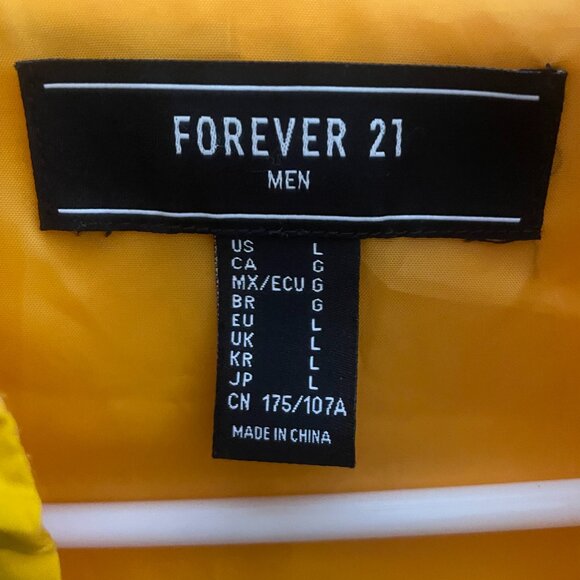 FOREVER 21
MEN
US L
CA G
MX/ECU G
BR G
EU L
UK L
KR L
JP L
CN 175/107A
MADE IN CHINA